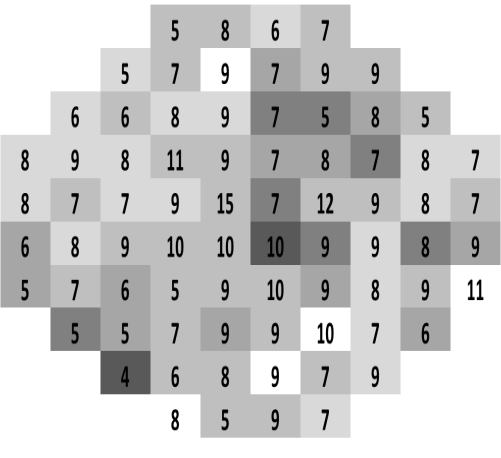 5 8 6 7
5 7 9 7 9 9
6 6 8 9 7 5 8 5
8 9 8 11 9 7 8 7 8 7
8 7 7 9 15 7 12 9 8 7
6 8 9 10 10 10 9 9 8 9
5 7 6 5 9 10 9 8 9 11
5 5 7 9 9 10 7 6
4 6 8 9 7 9
8 5 9 7